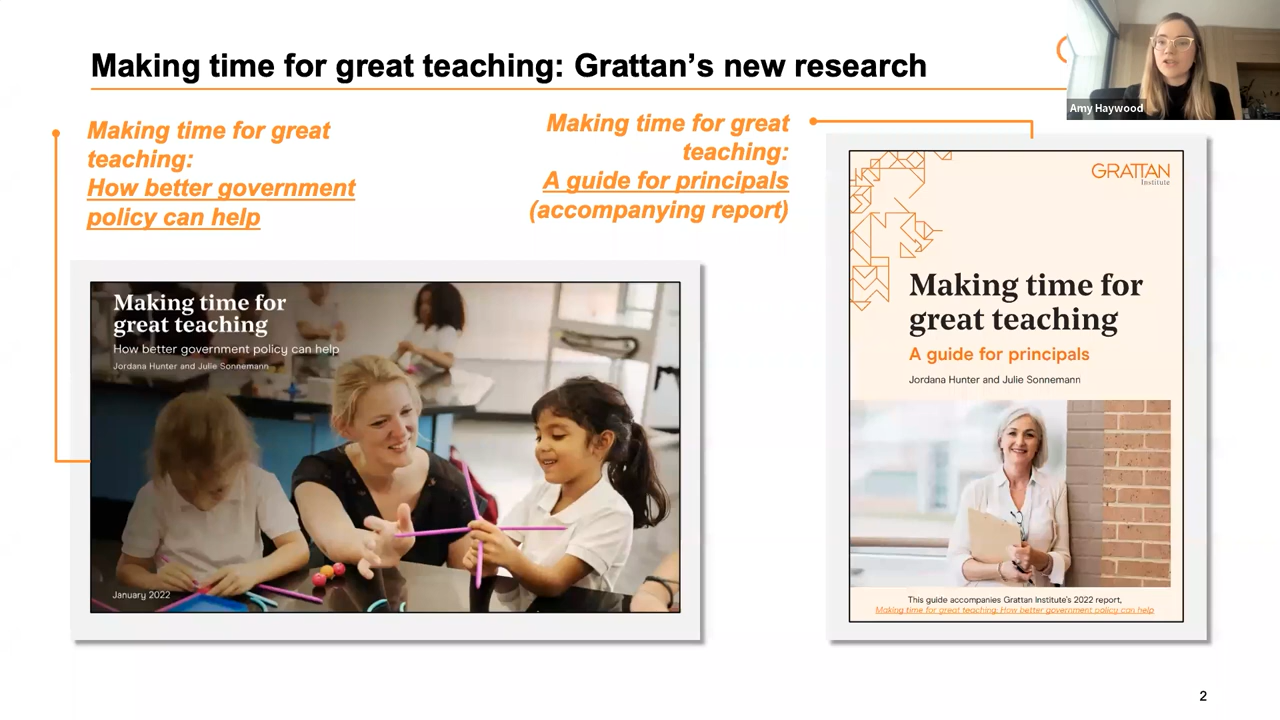 Making time for great teaching: Grattan’s new research
Amy Haywood
Making time for great
teaching:
How better government
policy can help
Making time for great
teaching:
A guide for principals
(accompanying report)
Making time for
great teaching
How better government policy can help
Jordana Hunter and Julie Sonnemann
January 2022
GRATTAN
Institute
Making time for
great teaching
A guide for principals
Jordana Hunter and Julie Sonnemann
This guide accompanies Grattan Institute's 2022 report,
Making time for great teaching: How better government policy can help
2